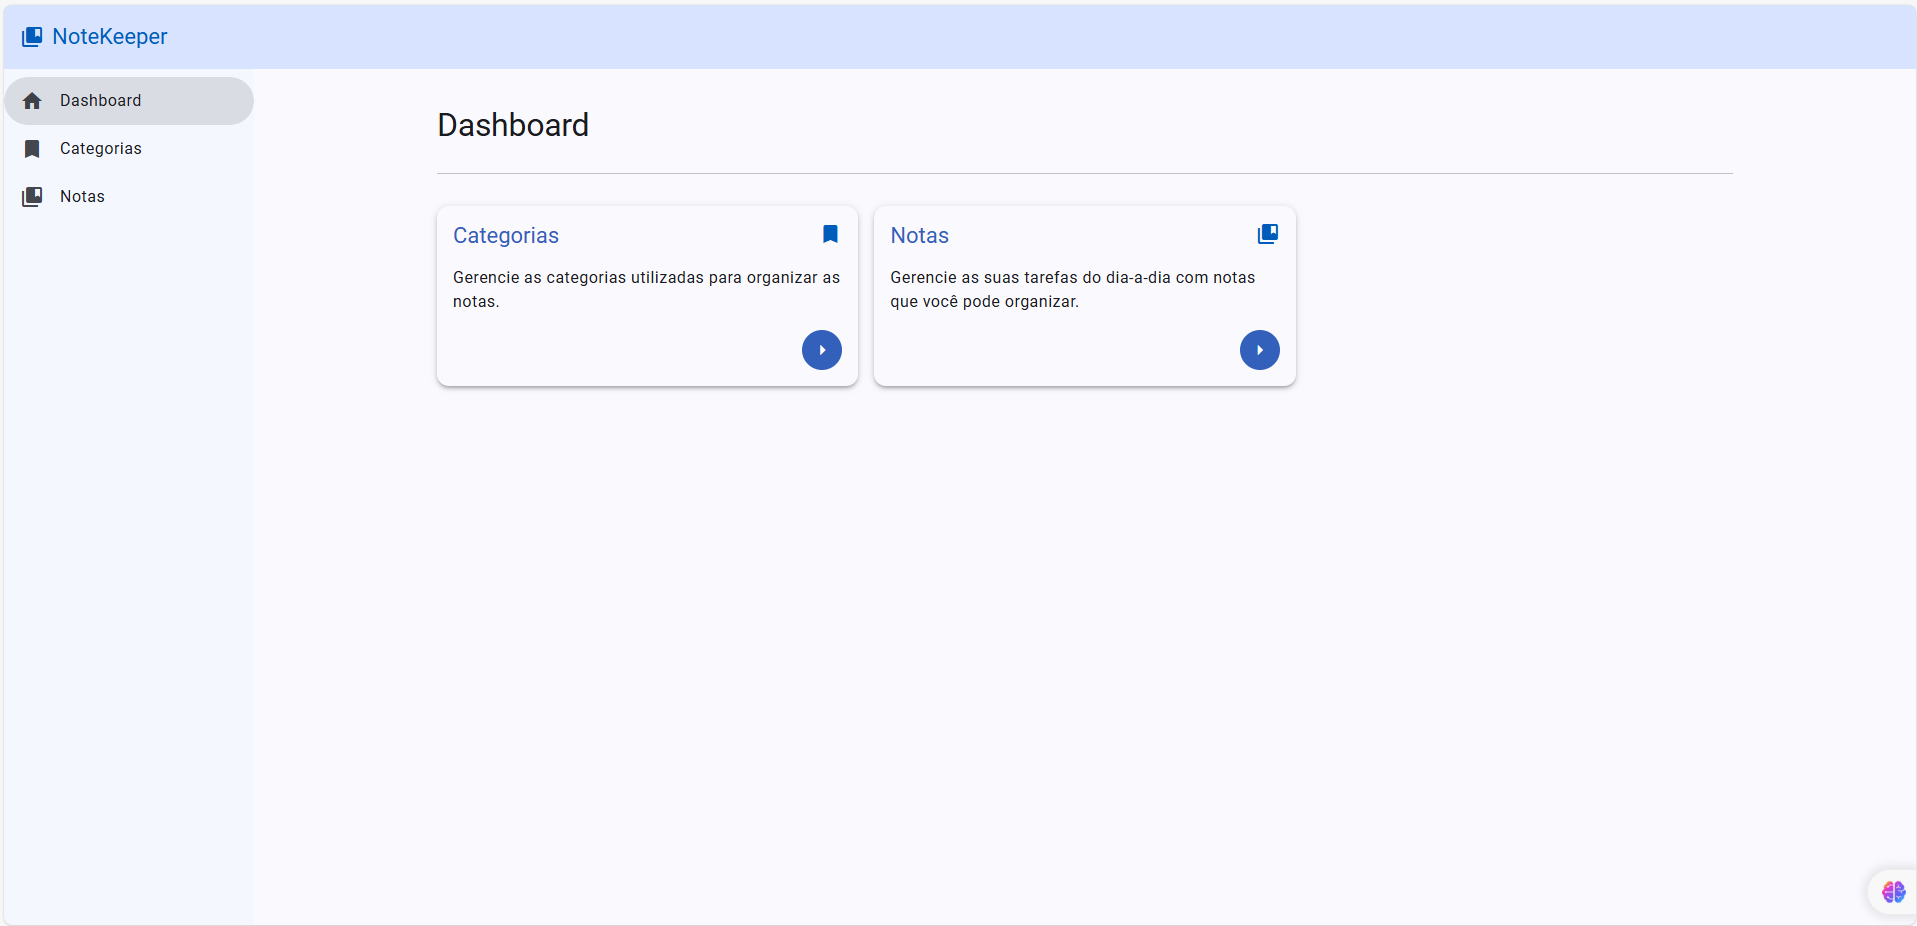 NoteKeeper
Dashboard
Categorias
Notas
Dashboard
Categorias
Gerencie as categorias utilizadas para organizar as
notas.
Notas
Gerencie as suas tarefas do dia-a-dia com notas
que você pode organizar.